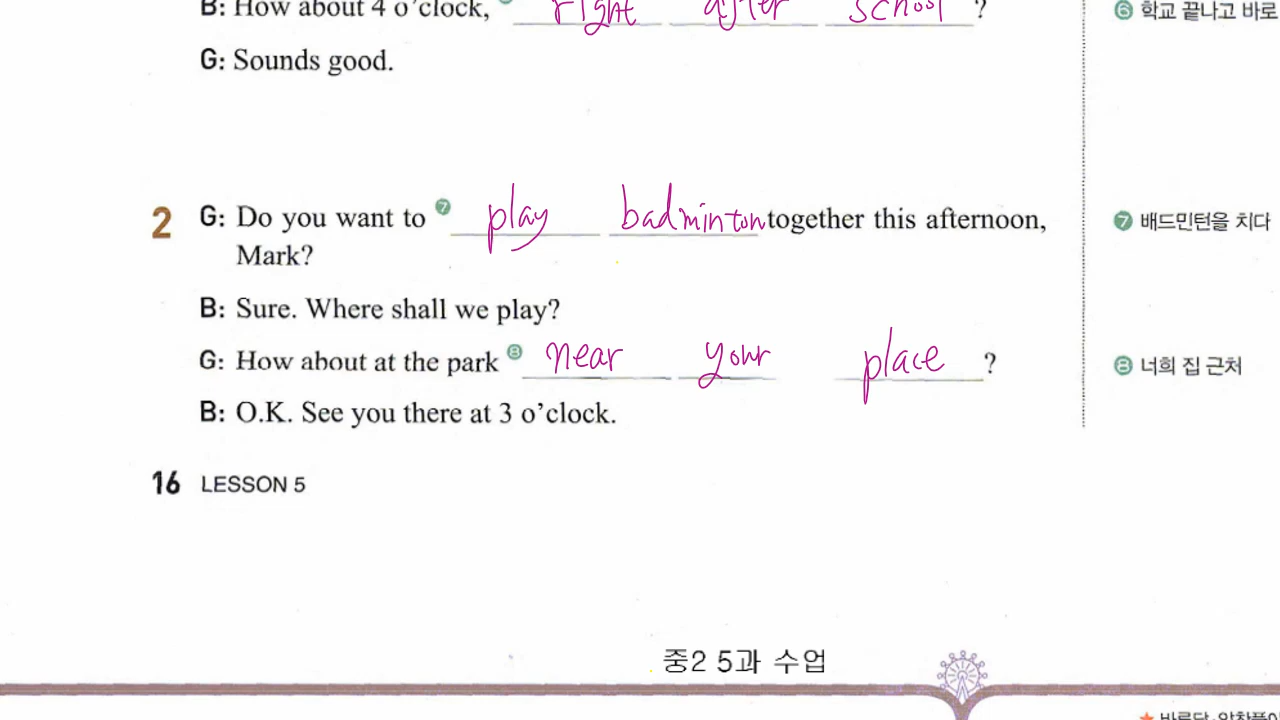 B: How about 4 o'clock, right after school ?
⑥ 학교 끝나고 바로
G: Sounds good.
2 G: Do you want to ⑦ play badminton together this afternoon,
Mark?
⑦ 배드민턴을 치다
B: Sure. Where shall we play?
G: How about at the park ⑧ near your place ?
⑧ 너희 집 근처
B: O.K. See you there at 3 o'clock.
16 LESSON 5
중2 5과 수업